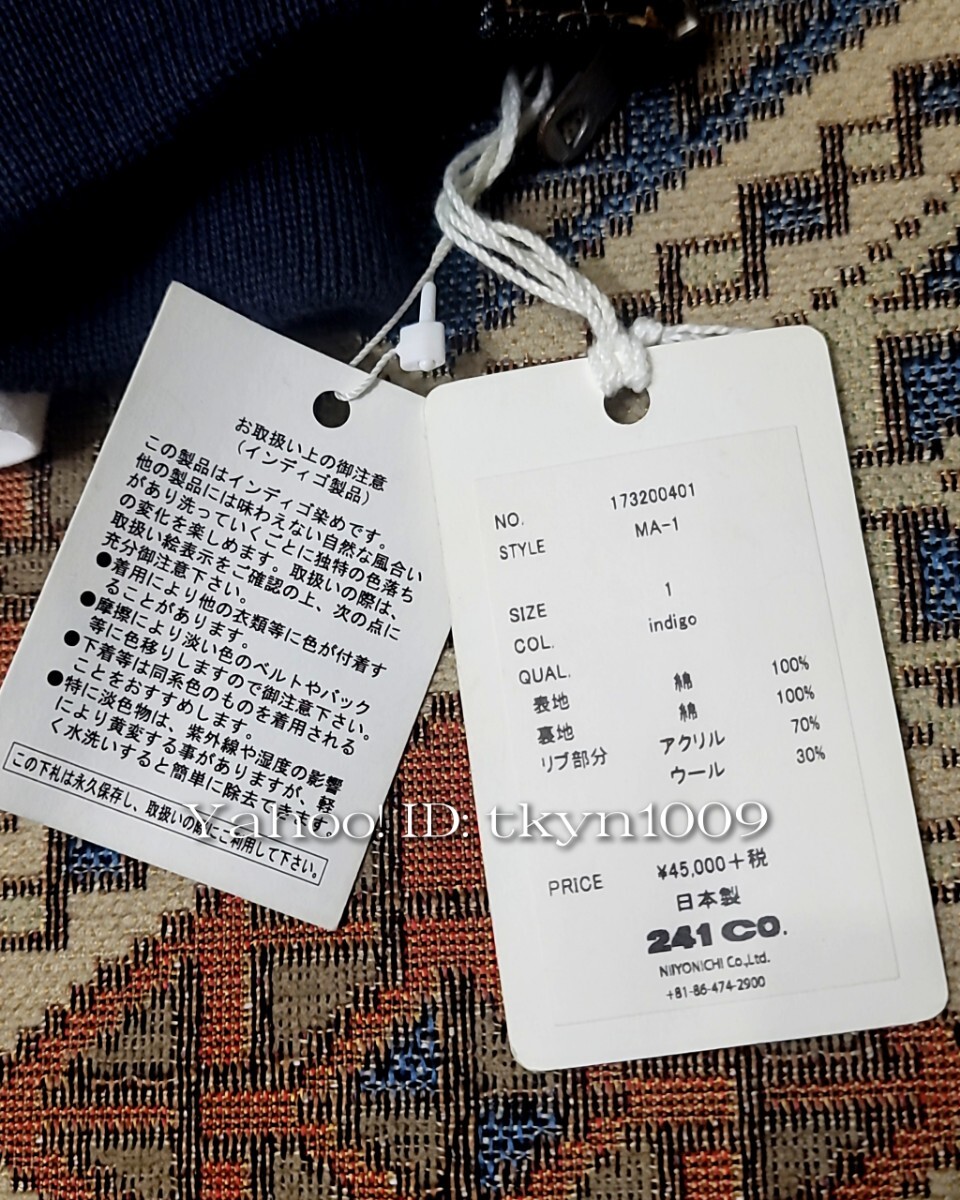 お取扱い上の御注意
(インディゴ製品)
この製品はインディゴ染めです。
他の製品には味わえない自然な風合い
があり洗っていくごとに独特の色落ち
の変化を楽しめます。取扱いの際は、
取扱い絵表示をご確認の上、次の点に
充分御注意下さい。
●着用により他の衣類等に色が付着す
ることがあります。
●摩擦により淡い色のベルトやバック
等に色移りしますので御注意下さい。
●下着等は同系色のものを着用される
ことをおすすめします。
●特に淡色物は、紫外線や湿度の影響
により黄変する事がありますが、軽
く水洗いすると簡単に除去できます。
この下札は永久保存し、取扱いの際にご利用して下さい。
NO. 173200401
STYLE MA-1
SIZE 1
COL. indigo
QUAL.
表地 綿 100%
裏地 綿 100%
リブ部分 アクリル 70%
ウール 30%
PRICE ¥45,000+税
日本製
241 CO.
NIIYONICHI Co.,Ltd.
+81-86-474-2900
Yahoo! ID: tkyn1009